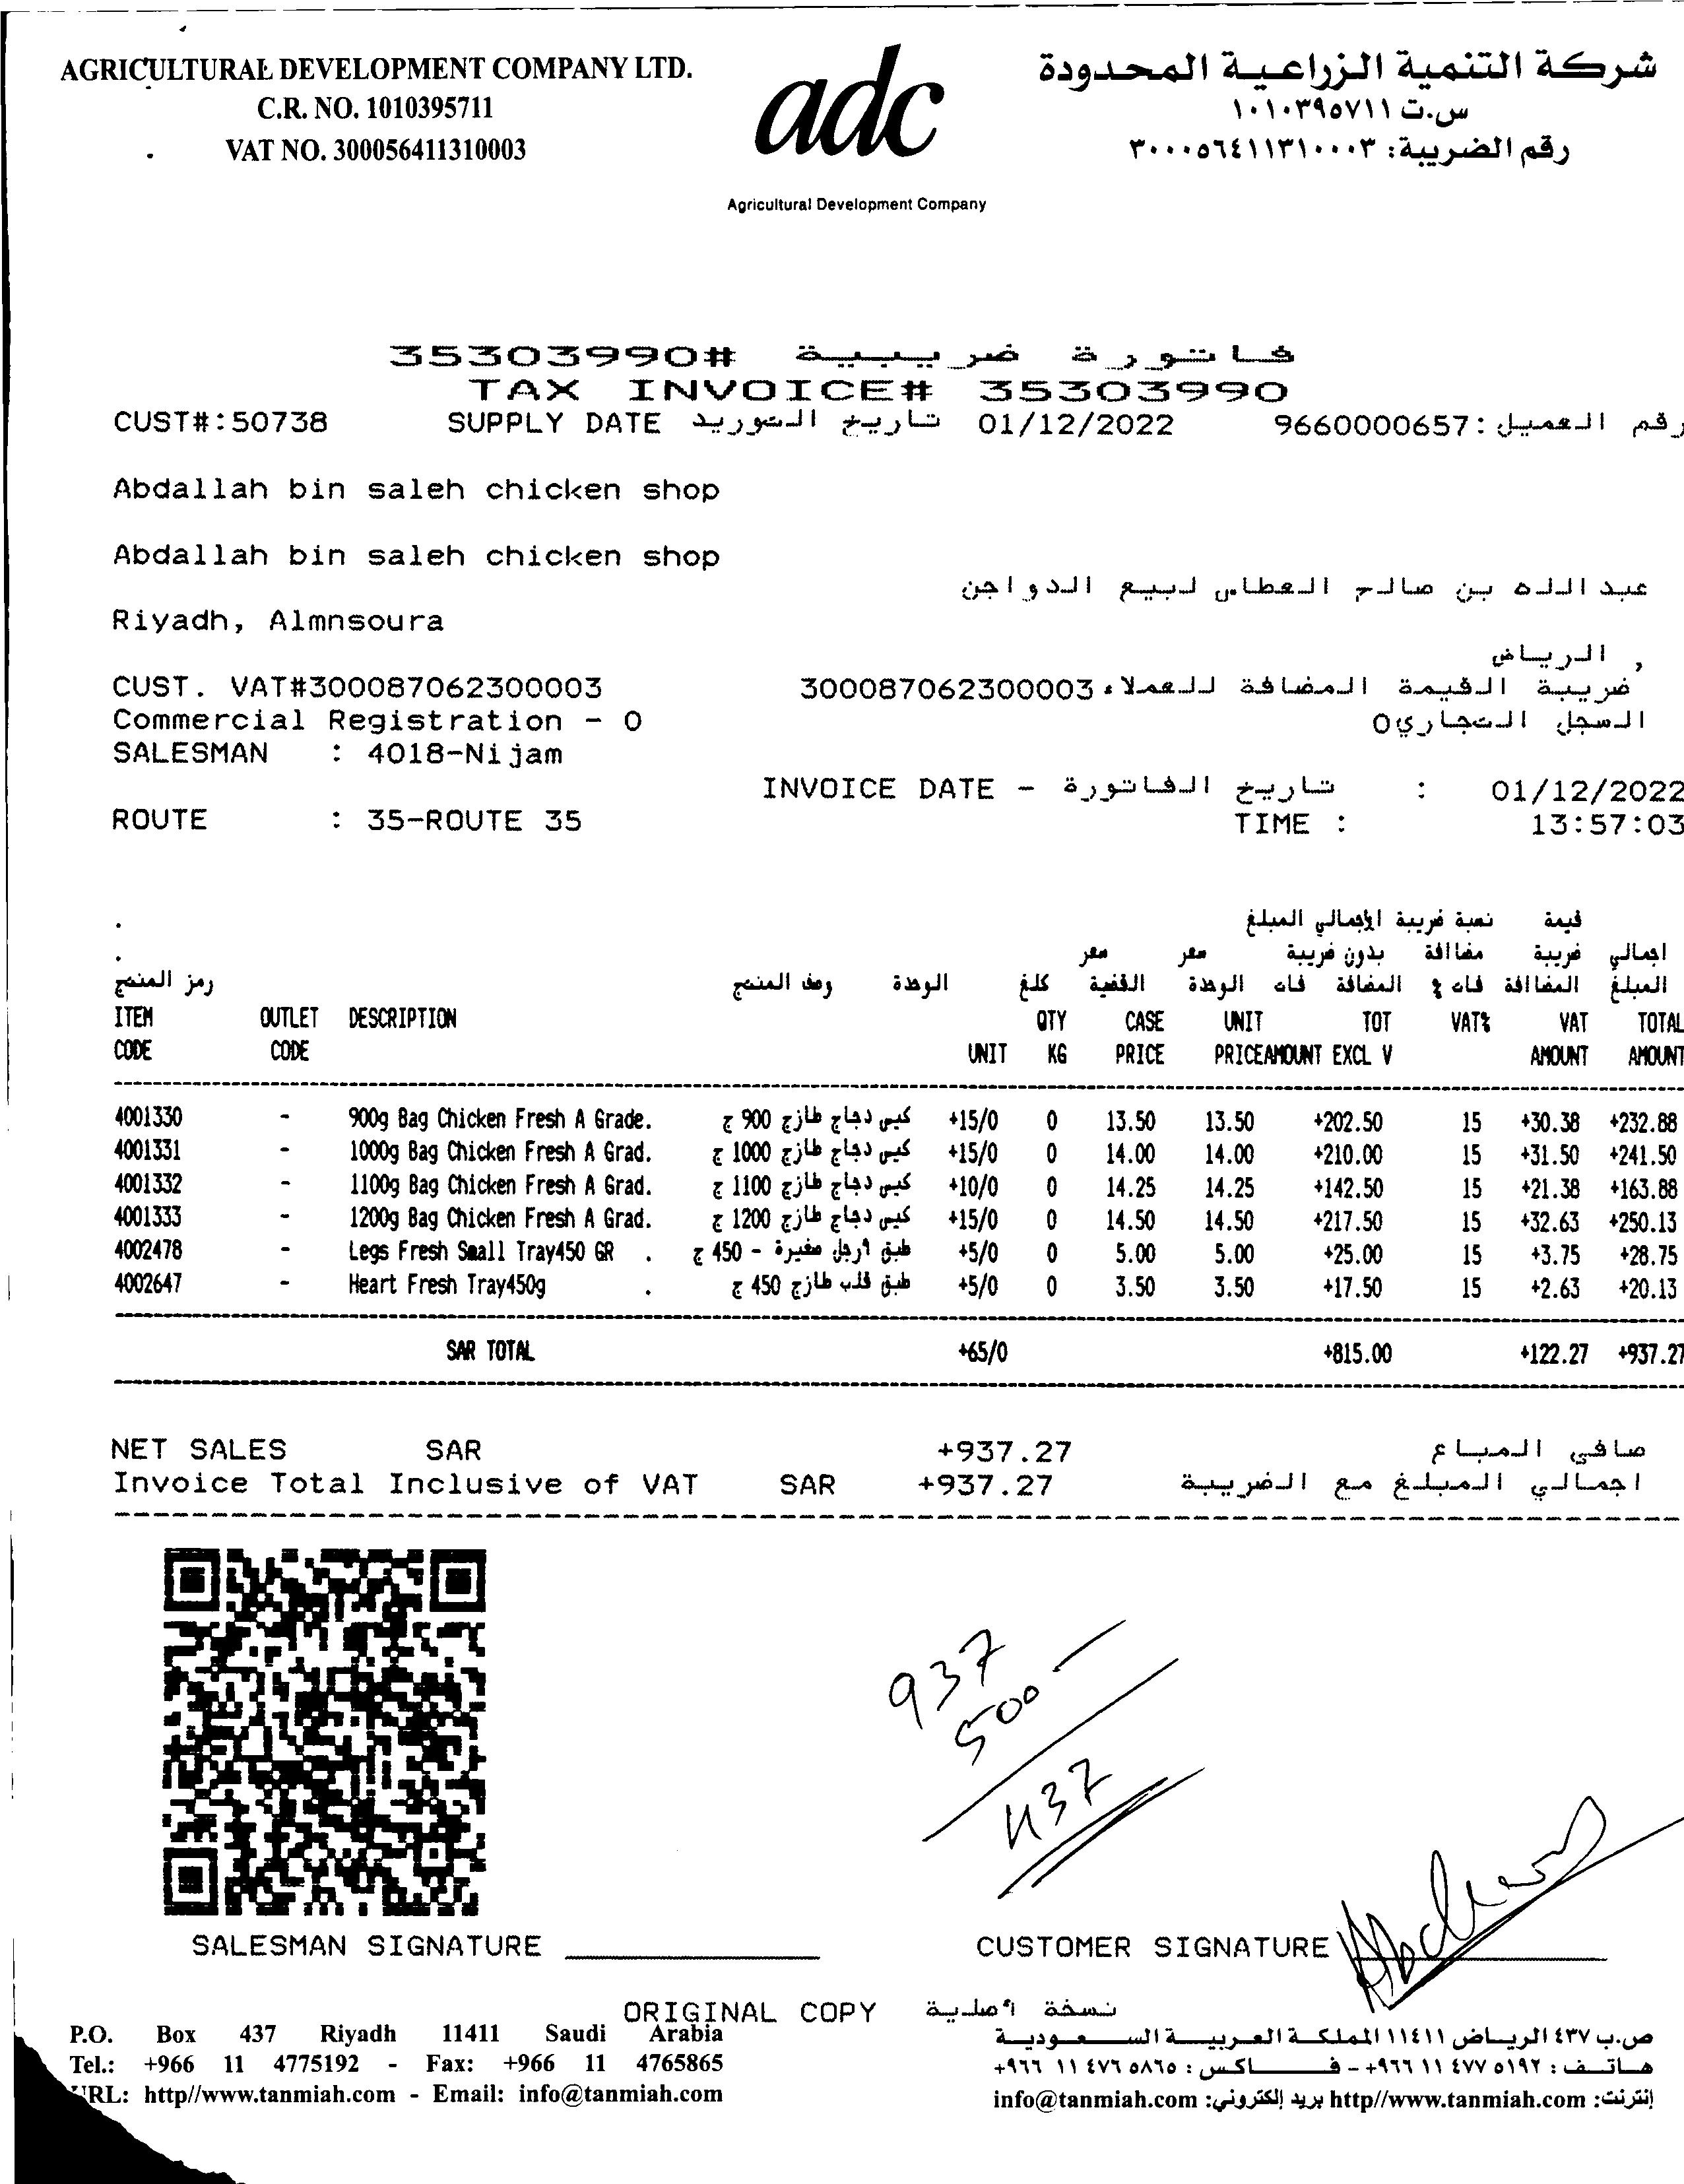 AGRICULTURAL DEVELOPMENT COMPANY LTD.
C.R. NO. 1010395711
VAT NO. 300056411310003
adc
Agricultural Development Company
شركة التنمية الزراعية المحدودة
س.ت ١٠١٠٣٩٥٧١١
رقم الضريبة: ٣٠٠٠٥٦٤١١٣١٠٠٠٣
فاتورة ضريبية #35303990
TAX INVOICE# 35303990
CUST#:50738 SUPPLY DATE تاريخ التوريد 01/12/2022 رقم العميل:9660000657
Abdallah bin saleh chicken shop
Abdallah bin saleh chicken shop
عبدالله بن صالح العطاس لبيع الدواجن
Riyadh, Almnsoura
, الرياض
CUST. VAT#300087062300003 ضريبة القيمة المضافة للعملاء 300087062300003
Commercial Registration - 0 السجل التجاري0
SALESMAN : 4018-Nijam
INVOICE DATE - تاريخ الفاتورة : 01/12/2022
ROUTE : 35-ROUTE 35 TIME : 13:57:03
قيمة نسبة ضريبة الإجمالي المبلغ
اجمالي ضريبة مضاافة بدون ضريبة سعر سعر
المبلغ المضاافة فات % المضافة فات الوحدة القضية كلغ الوحدة وصف المنتج رمز المنتج
ITEM OUTLET DESCRIPTION QTY CASE UNIT TOT VAT% VAT TOTAL
CODE CODE UNIT KG PRICE PRICEAMOUNT EXCL V AMOUNT AMOUNT
4001330 - 900g Bag Chicken Fresh A Grade. كيس دجاج طازج 900 ج +15/0 0 13.50 13.50 +202.50 15 +30.38 +232.88
4001331 - 1000g Bag Chicken Fresh A Grad. كيس دجاج طازج 1000 ج +15/0 0 14.00 14.00 +210.00 15 +31.50 +241.50
4001332 - 1100g Bag Chicken Fresh A Grad. كيس دجاج طازج 1100 ج +10/0 0 14.25 14.25 +142.50 15 +21.38 +163.88
4001333 - 1200g Bag Chicken Fresh A Grad. كيس دجاج طازج 1200 ج +15/0 0 14.50 14.50 +217.50 15 +32.63 +250.13
4002478 - Legs Fresh Small Tray450 GR . طبق أرجل صغيرة - 450 ج +5/0 0 5.00 5.00 +25.00 15 +3.75 +28.75
4002647 - Heart Fresh Tray450g . طبق قلب طازج 450 ج +5/0 0 3.50 3.50 +17.50 15 +2.63 +20.13
SAR TOTAL +65/0 +815.00 +122.27 +937.27
NET SALES SAR +937.27 صافي المباع
Invoice Total Inclusive of VAT SAR +937.27 اجمالي المبلغ مع الضريبة
937
500 -
437
SALESMAN SIGNATURE
CUSTOMER SIGNATURE
ORIGINAL COPY نسخة أصلية
P.O. Box 437 Riyadh 11411 Saudi Arabia
Tel.: +966 11 4775192 - Fax: +966 11 4765865
URL: http//www.tanmiah.com - Email: info@tanmiah.com
ص.ب ٤٣٧ الرياض ١١٤١١ المملكة العربية السعودية
هاتف : ٥١٩٢ ٤٧٧ ١١ ٩٦٦+ - فاكس : ٥٨٦٥ ٤٧٦ ١١ ٩٦٦+
إنترنت: http//www.tanmiah.com بريد إلكتروني: info@tanmiah.com